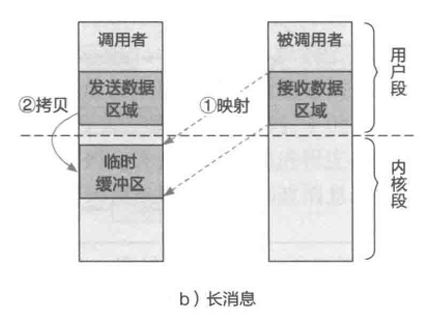 调用者
被调用者
发送数据
区域
接收数据
区域
②拷贝
①映射
用户段
临时
缓冲区
内核段
b）长消息